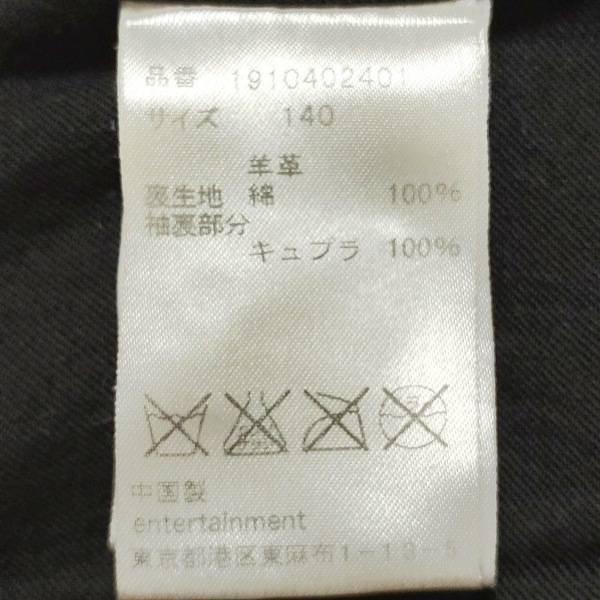 品番 1910402401
サイズ 140
羊革
裏生地 綿 100%
袖裏部分
キュプラ 100%
中国製
entertainment
東京都港区東麻布1-13-5